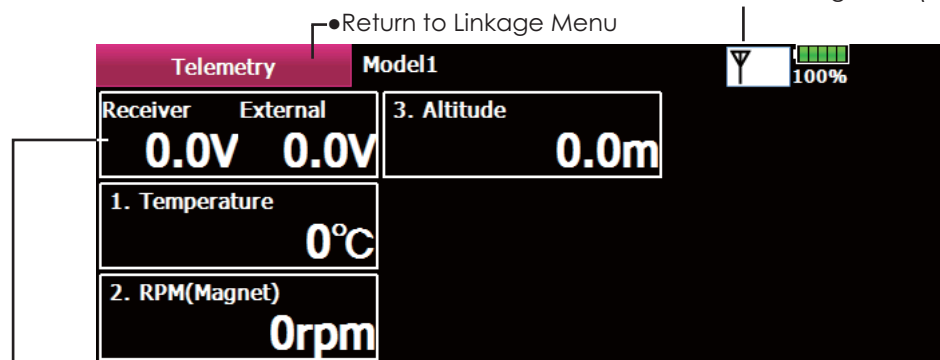 ●Return to Linkage Menu
Telemetry Model1 100%
Receiver External 3. Altitude
0.0V 0.0V 0.0m
1. Temperature
0°C
2. RPM(Magnet)
0rpm